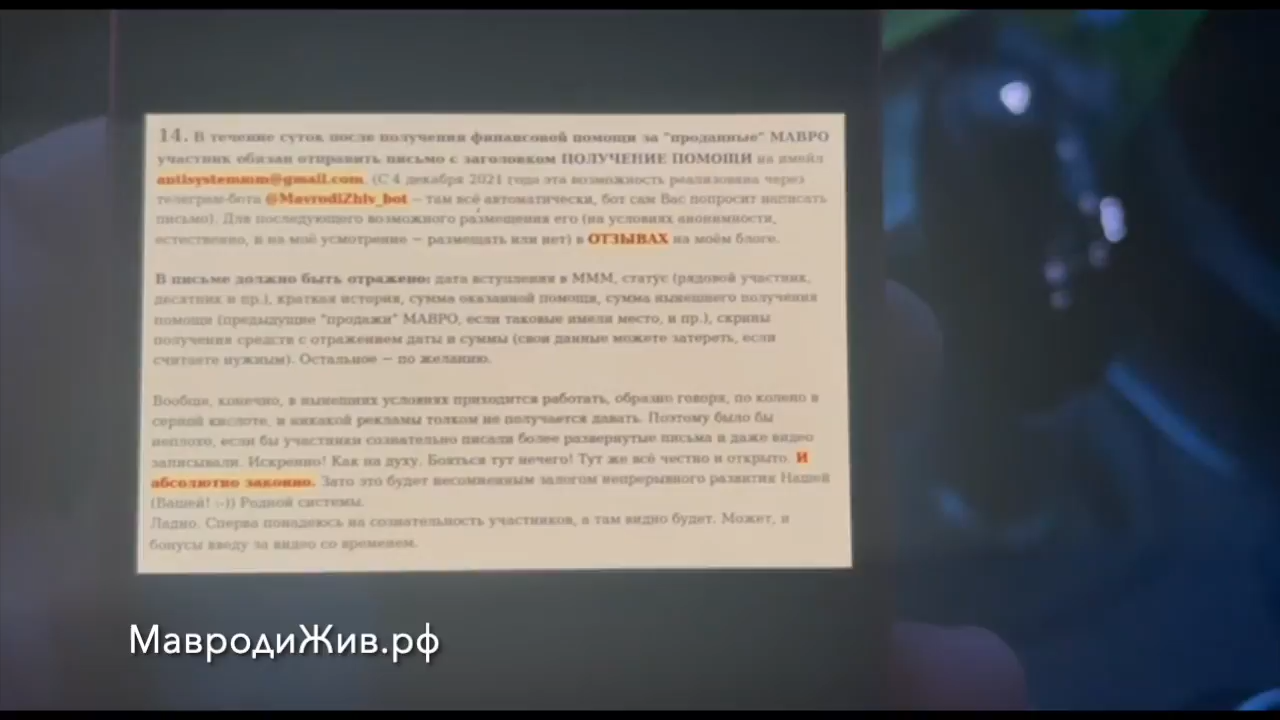 14. В течение суток после получения финансовой помощи за "проданные" МАВРО
участник обязан отправить письмо с заголовком ПОЛУЧЕНИЕ ПОМОЩИ на имейл
antisystemmm@gmail.com. (С 4 декабря 2021 года эта возможность реализована через
телеграм-бота @MavrodiZhiv_bot — там всё автоматически, бот сам Вас попросит написать
письмо). Для последующего возможного размещения его (на условиях анонимности,
естественно, и на моё усмотрение — размещать или нет) в ОТЗЫВАХ на моём блоге.
В письме должно быть отражено: дата вступления в МММ, статус (рядовой участник,
десятник и пр.), краткая история, сумма оказанной помощи, сумма нынешнего получения
помощи (предыдущие "продажи" МАВРО, если таковые имели место, и пр.), скрины
получения средств с отражением даты и суммы (свои данные можете затереть, если
считаете нужным). Остальное — по желанию.
Вообще, конечно, в нынешних условиях приходится работать, образно говоря, по колено в
серной кислоте, и никакой рекламы толком не получается давать. Поэтому было бы
неплохо, если бы участники сознательно писали более развернутые письма и даже видео
записывали. Искренно! Как на духу. Бояться тут нечего! Тут же всё честно и открыто. И
абсолютно законно. Зато это будет несомненным залогом непрерывного развития Нашей
(Вашей! :-)) Родной системы.
Ладно. Сперва понадеюсь на сознательность участников, а там видно будет. Может, и
бонусы введу за видео со временем.
МавродиЖив.рф